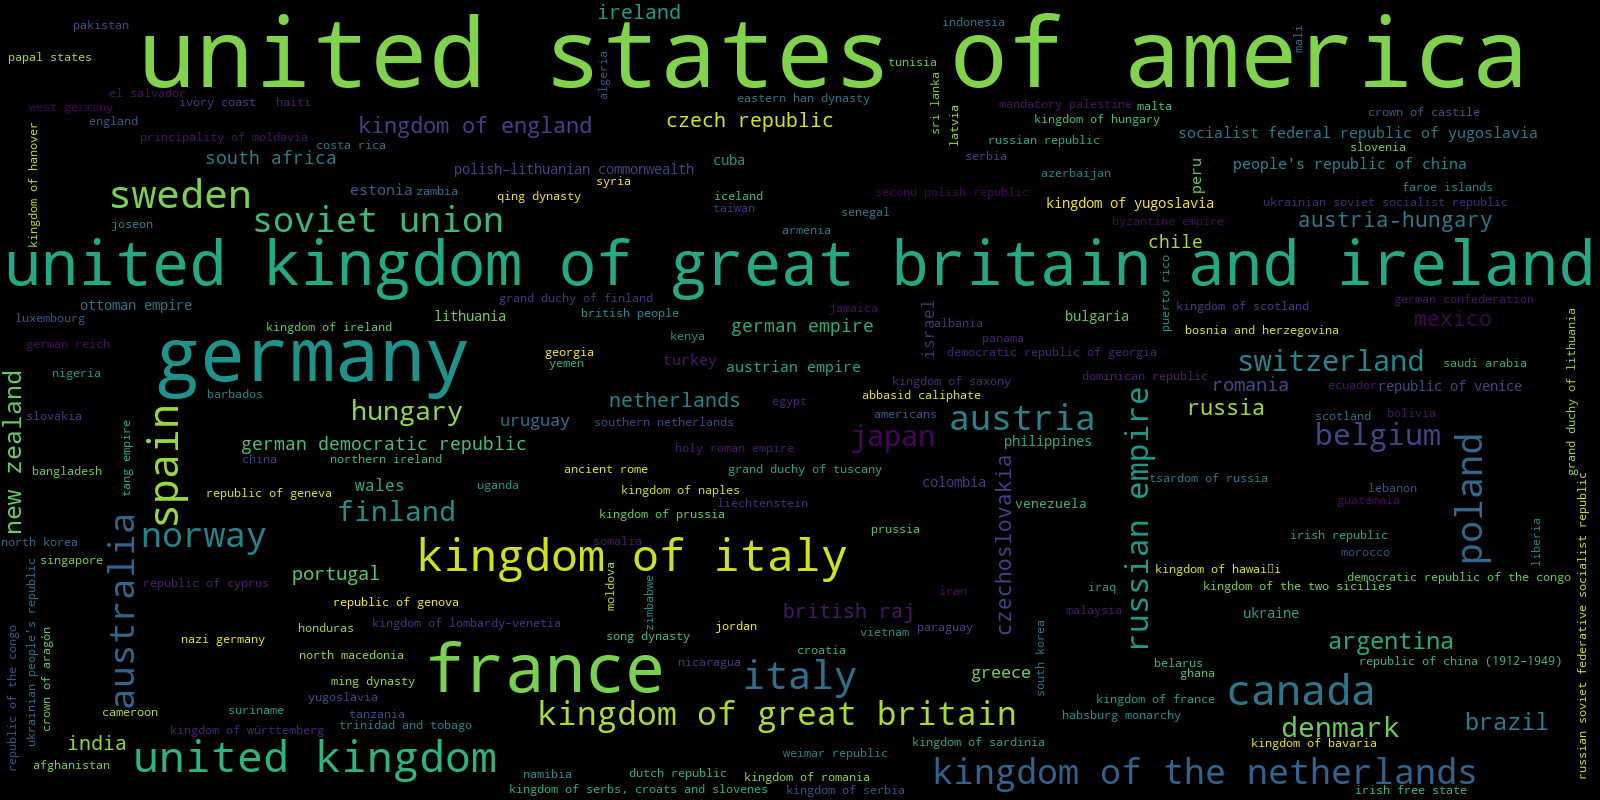 ireland
pakistan
indonesia
united states of america
mali
papal states
algeria
tunisia
el salvador
west germany
ivory coast
haiti
eastern han dynasty
sri lanka
latvia
mandatory palestine
malta
crown of castile
england
kingdom of england
czech republic
kingdom of hungary
socialist federal republic of yugoslavia
principality of moldavia
costa rica
russian republic
slovenia
kingdom of hanover
south africa
polish-lithuanian commonwealth
cuba
serbia
peru
people's republic of china
azerbaijan
sweden
estonia
zambia
syria
qing dynasty
iceland
taiwan
second polish republic
kingdom of yugoslavia
faroe islands
ukrainian soviet socialist republic
joseon
soviet union
senegal
armenia
byzantine empire
austria-hungary
chile
united kingdom of great britain and ireland
puerto rico
ottoman empire
grand duchy of finland
jamaica
kingdom of scotland
german confederation
luxembourg
lithuania
british people
israel
albania
bulgaria
mexico
kingdom of ireland
german empire
bosnia and herzegovina
grand duchy of lithuania
german reich
germany
kenya
panama
georgia
yemen
turkey
austrian empire
democratic republic of georgia
switzerland
saudi arabia
nigeria
barbados
kingdom of saxony
dominican republic
romania
ecuador
republic of venice
new zealand
slovakia
spain
hungary
uruguay
netherlands
southern netherlands
egypt
abbasid caliphate
americans
austria
russian empire
russia
scotland
bolivia
tang empire
german democratic republic
holy roman empire
japan
philippines
belgium
poland
bangladesh
china
northern ireland
ancient rome
grand duchy of tuscany
colombia
czechoslovakia
tsardom of russia
lebanon
republic of geneva
wales
uganda
kingdom of naples
liechtenstein
venezuela
guatemala
russian soviet federative socialist republic
australia
norway
finland
kingdom of prussia
prussia
irish republic
liberia
north korea
singapore
somalia
kingdom of italy
morocco
ukrainian people's republic
republic of cyprus
portugal
moldova
zimbabwe
iran
iraq
kingdom of the two sicilies
democratic republic of the congo
republic of genova
british raj
malaysia
ukraine
republic of the congo
crown of aragón
nazi germany
honduras
kingdom of lombardy–venetia
song dynasty
jordan
vietnam
paraguay
south korea
argentina
north macedonia
france
nicaragua
croatia
italy
greece
belarus
ghana
republic of china (1912–1949)
ming dynasty
yugoslavia
canada
cameroon
suriname
tanzania
trinidad and tobago
kingdom of great britain
kingdom of france
habsburg monarchy
denmark
brazil
india
kingdom of württemberg
kingdom of sardinia
kingdom of bavaria
afghanistan
united kingdom
weimar republic
namibia
dutch republic
kingdom of romania
kingdom of the netherlands
kingdom of serbs, croats and slovenes
kingdom of serbia
irish free state